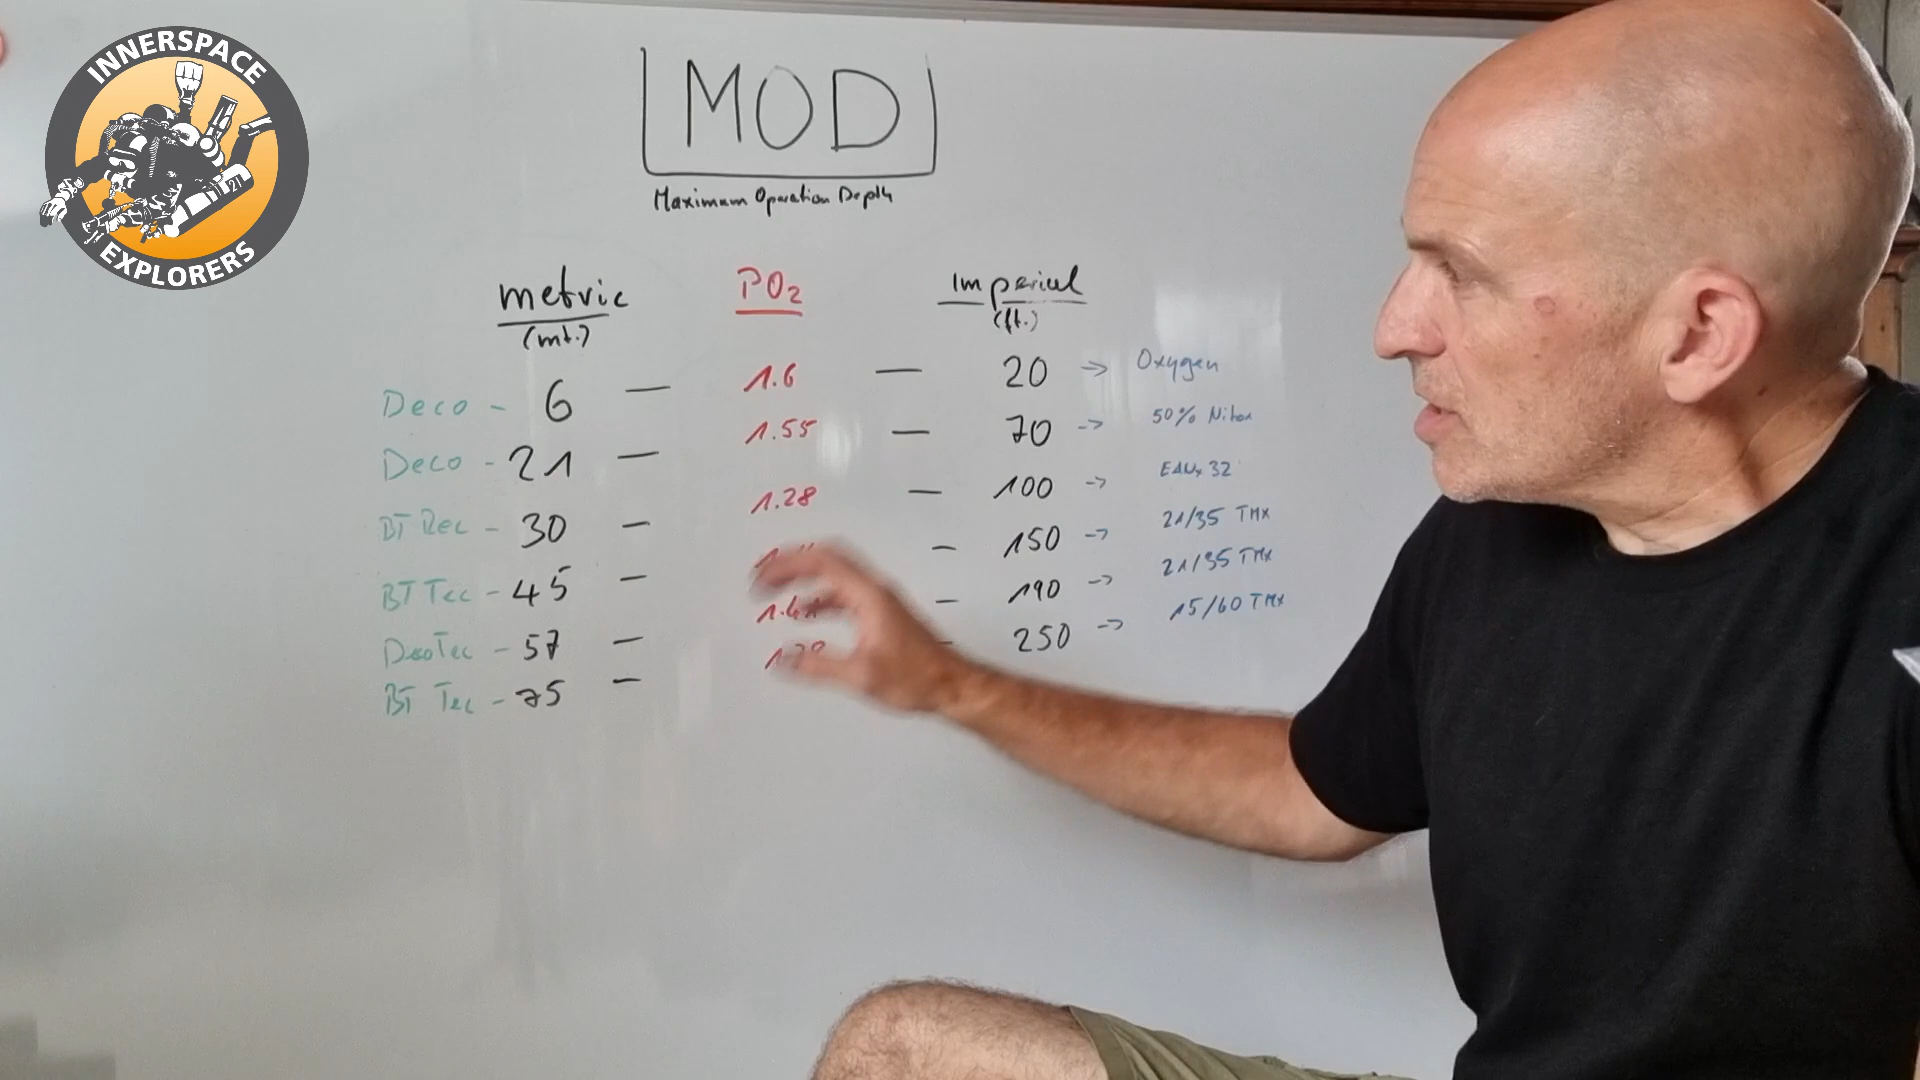 INNERSPACE
EXPLORERS
21
MOD
Maximum Operation Depth
metric PO2 Imperial
(mt.) (ft.)
Deco - 6 — 1.6 — 20 -> Oxygen
Deco - 21 — 1.55 — 70 -> 50% Nitox
BT Rec - 30 — 1.28 — 100 -> EANx 32
BT Tec - 45 — — 150 -> 21/35 TMX
DecoTec - 57 — — 190 -> 21/35 TMX
BT Tec - 75 — — 250 -> 15/60 TMX